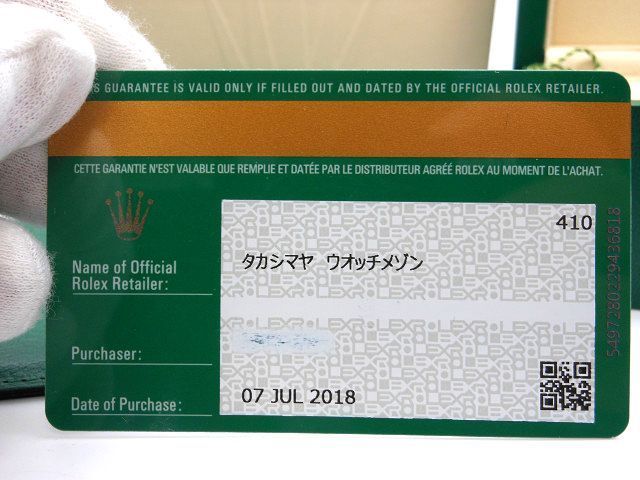 S GUARANTEE IS VALID ONLY IF FILLED OUT AND DATED BY THE OFFICIAL ROLEX RETAILER.
CETTE GARANTIE N'EST VALABLE QUE REMPLIE ET DATÉE PAR LE DISTRIBUTEUR AGRÉÉ ROLEX AU MOMENT DE L'ACHAT.
410
Name of Official
Rolex Retailer:
タカシマヤ ウオッチメゾン
Purchaser:
Date of Purchase:
07 JUL 2018
5497280229436818